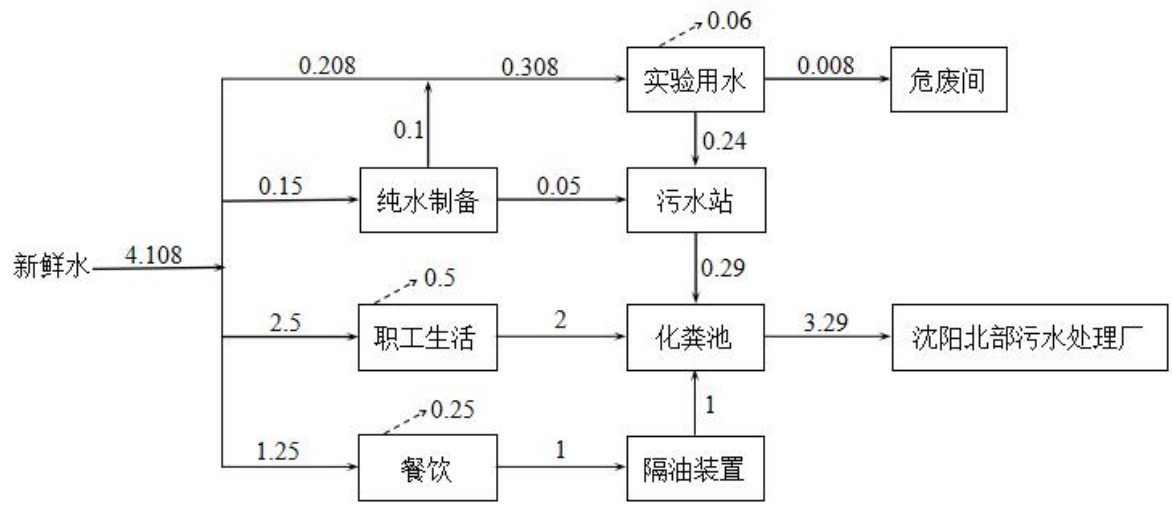 0.06
0.208
0.308
实验用水
0.008
危废间
0.1
0.24
0.15
纯水制备
0.05
污水站
新鲜水
4.108
0.29
0.5
2.5
职工生活
2
化粪池
3.29
沈阳北部污水处理厂
0.25
1
1.25
餐饮
1
隔油装置